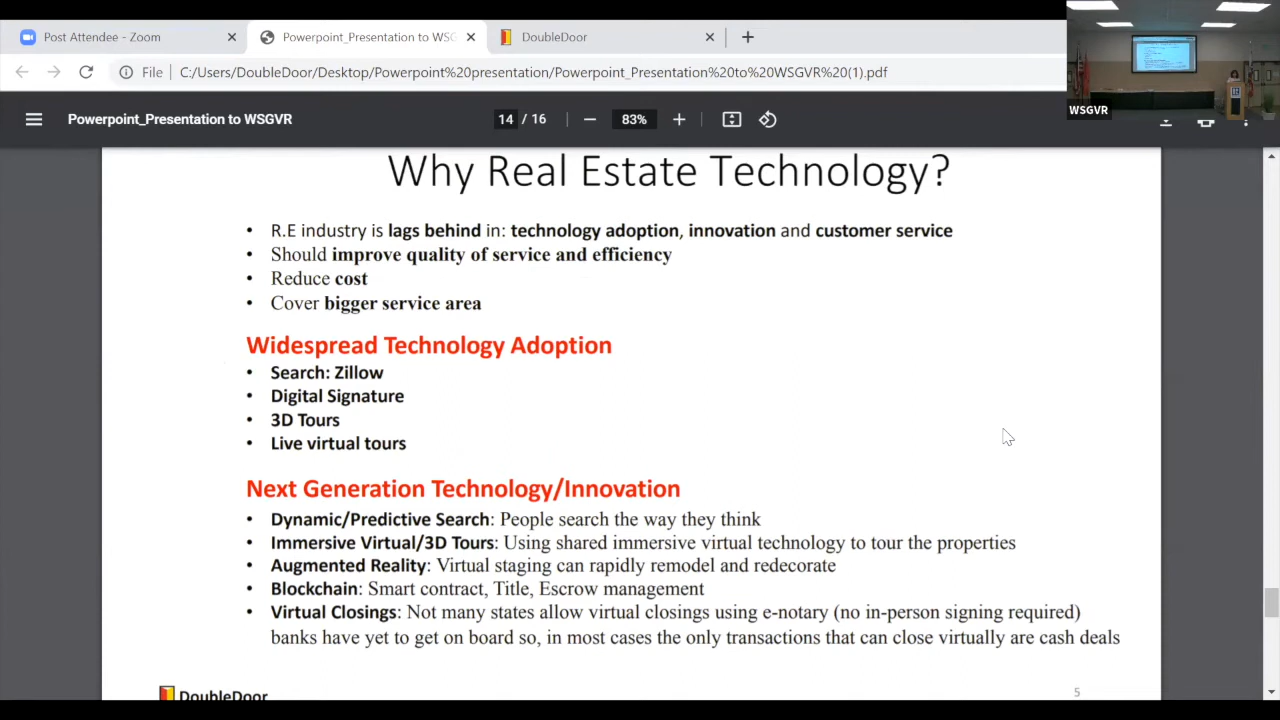 Post Attendee - Zoom
Powerpoint_Presentation to WSG
DoubleDoor
File
C:/Users/DoubleDoor/Desktop/Powerpoint%20presentation/Powerpoint_Presentation%20to%20WSGVR%20(1).pdf
WSGVR
Powerpoint_Presentation to WSGVR
14 / 16
83%
Why Real Estate Technology?
• R.E industry is lags behind in: technology adoption, innovation and customer service
• Should improve quality of service and efficiency
• Reduce cost
• Cover bigger service area
Widespread Technology Adoption
• Search: Zillow
• Digital Signature
• 3D Tours
• Live virtual tours
Next Generation Technology/Innovation
• Dynamic/Predictive Search: People search the way they think
• Immersive Virtual/3D Tours: Using shared immersive virtual technology to tour the properties
• Augmented Reality: Virtual staging can rapidly remodel and redecorate
• Blockchain: Smart contract, Title, Escrow management
• Virtual Closings: Not many states allow virtual closings using e-notary (no in-person signing required)
banks have yet to get on board so, in most cases the only transactions that can close virtually are cash deals
DoubleDoor
5